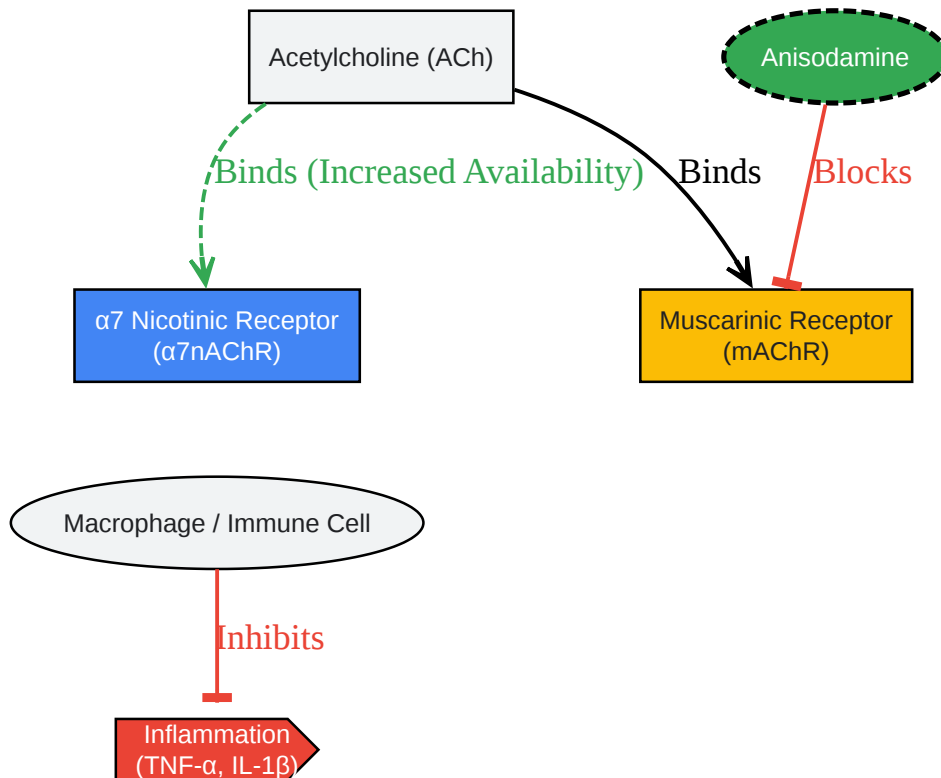 Acetylcholine (ACh)
Anisodamine
Binds (Increased Availability)
Binds
Blocks
α7 Nicotinic Receptor
(α7nAChR)
Muscarinic Receptor
(mAChR)
Macrophage / Immune Cell
Inhibits
Inflammation
(TNF-α, IL-1β)